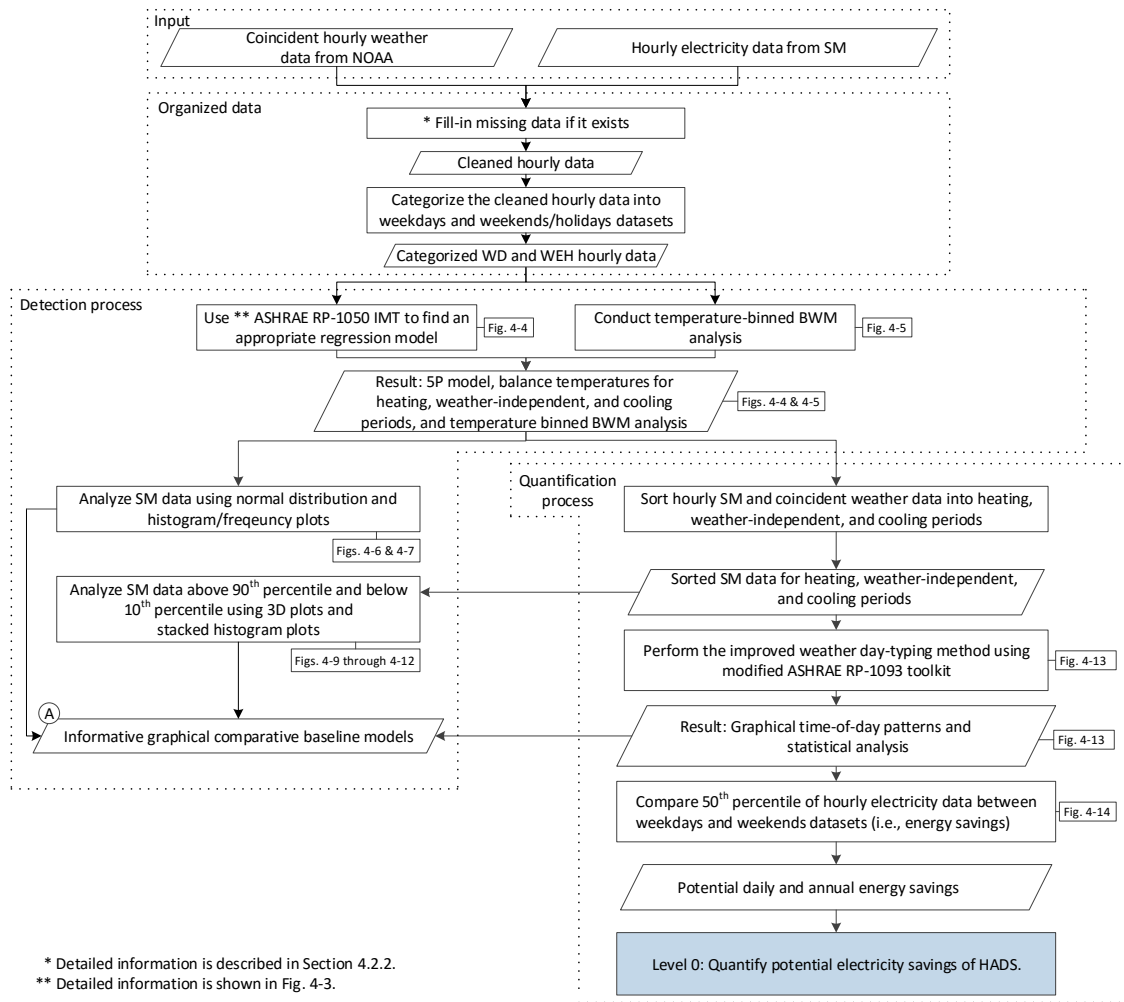 Input
Coincident hourly weather
data from NOAA
Hourly electricity data from SM
Organized data
* Fill-in missing data if it exists
Cleaned hourly data
Categorize the cleaned hourly data into
weekdays and weekends/holidays datasets
Categorized WD and WEH hourly data
Detection process
Use ** ASHRAE RP-1050 IMT to find an
appropriate regression model
Fig. 4-4
Conduct temperature-binned BWM
analysis
Fig. 4-5
Result: 5P model, balance temperatures for
heating, weather-independent, and cooling
periods, and temperature binned BWM analysis
Figs. 4-4 & 4-5
Quantification
process
Analyze SM data using normal distribution and
histogram/freqeuncy plots
Figs. 4-6 & 4-7
Sort hourly SM and coincident weather data into heating,
weather-independent, and cooling periods
Analyze SM data above 90th percentile and below
10th percentile using 3D plots and
stacked histogram plots
Figs. 4-9 through 4-12
Sorted SM data for heating, weather-independent,
and cooling periods
Perform the improved weather day-typing method using
modified ASHRAE RP-1093 toolkit
Fig. 4-13
A
Informative graphical comparative baseline models
Result: Graphical time-of-day patterns and
statistical analysis
Fig. 4-13
Compare 50th percentile of hourly electricity data between
weekdays and weekends datasets (i.e., energy savings)
Fig. 4-14
Potential daily and annual energy savings
Level 0: Quantify potential electricity savings of HADS.
* Detailed information is described in Section 4.2.2.
** Detailed information is shown in Fig. 4-3.